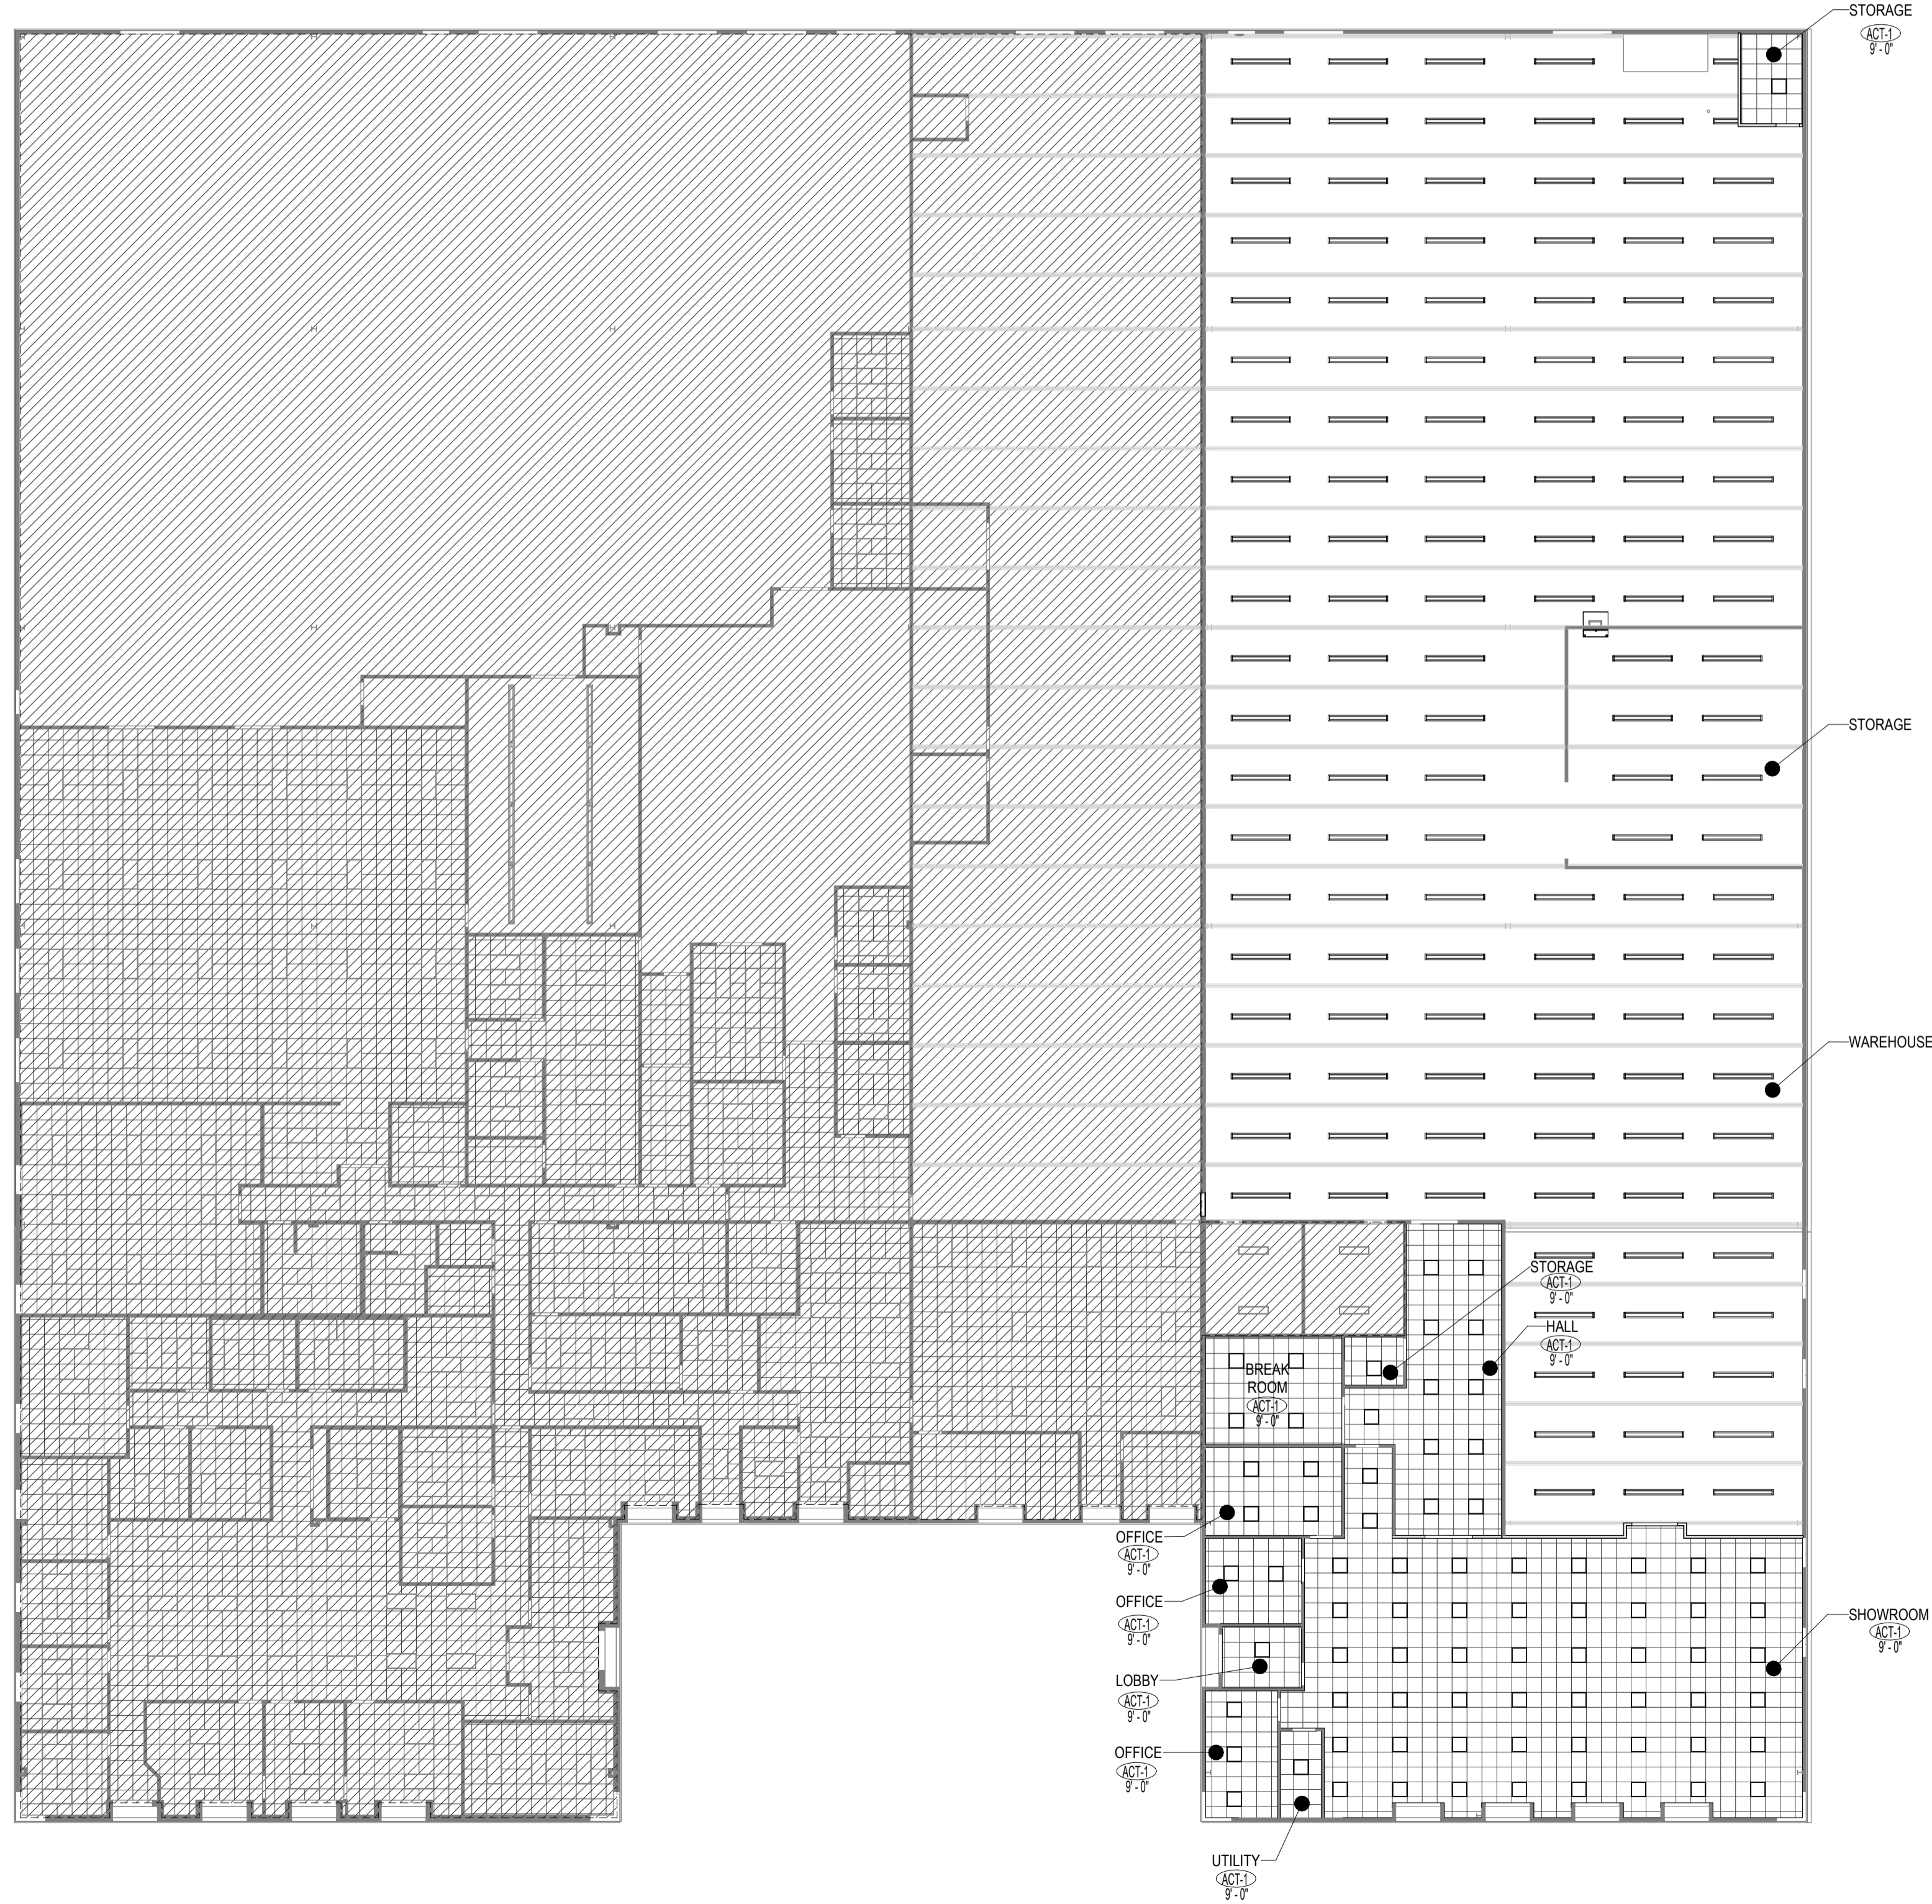 STORAGE
ACT-1
9' - 0"
STORAGE
WAREHOUSE
STORAGE
ACT-1
9' - 0"
HALL
ACT-1
9' - 0"
BREAK
ROOM
ACT-1
9' - 0"
OFFICE
ACT-1
9' - 0"
OFFICE
ACT-1
9' - 0"
SHOWROOM
ACT-1
9' - 0"
LOBBY
ACT-1
9' - 0"
OFFICE
ACT-1
9' - 0"
UTILITY
ACT-1
9' - 0"